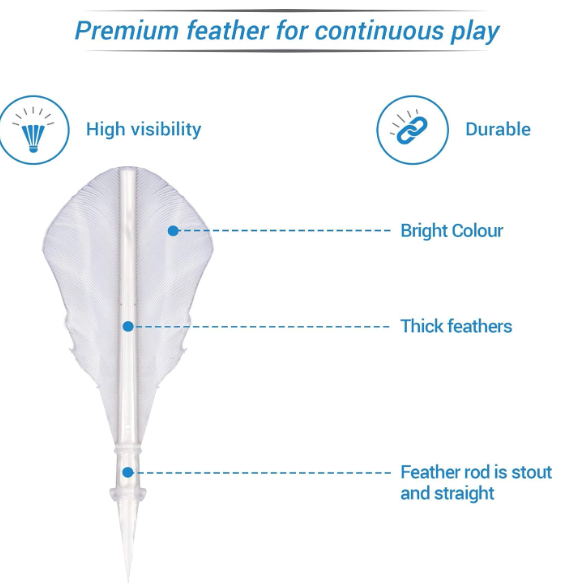 Premium feather for continuous play
High visibility
Durable
Bright Colour
Thick feathers
Feather rod is stout
and straight